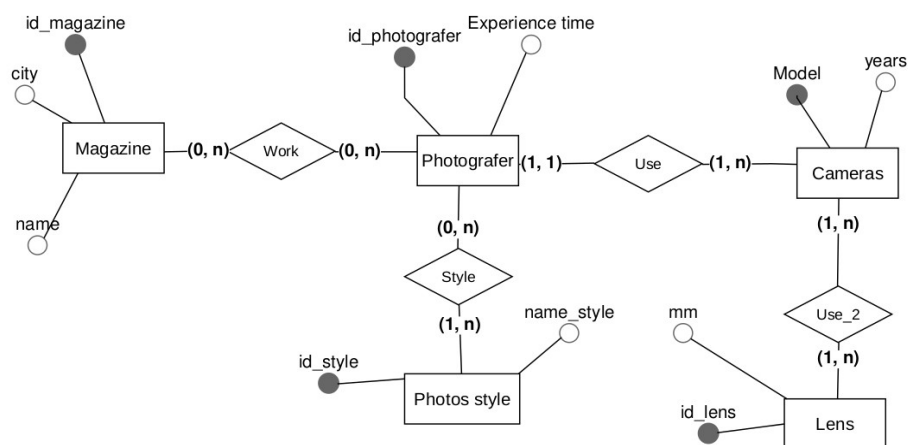 id_magazine
id_photografer
Experience time
city
Model
years
Magazine
(0, n)
Work
(0, n)
Photografer
(1, 1)
Use
(1, n)
Cameras
name
(0, n)
(1, n)
Style
Use_2
mm
(1, n)
name_style
(1, n)
id_style
Photos style
id_lens
Lens